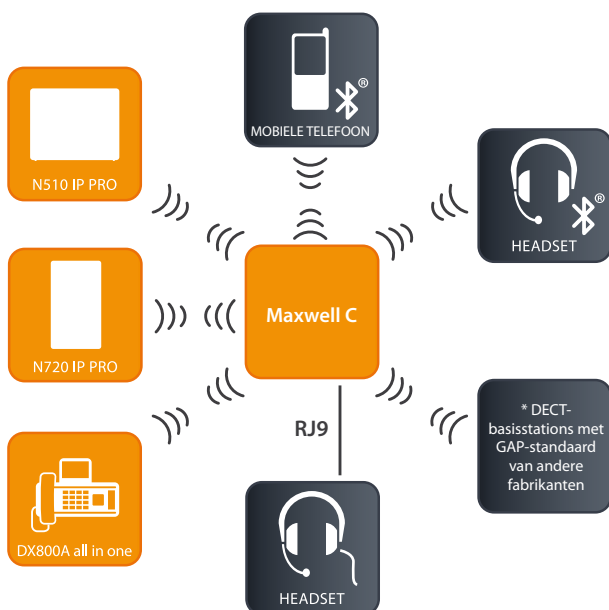 MOBIELE TELEFOON
®
N510 IP PRO
®
HEADSET
N720 IP PRO
Maxwell C
RJ9
* DECT-
basisstations met
GAP-standaard
van andere
fabrikanten
DX800A all in one
HEADSET